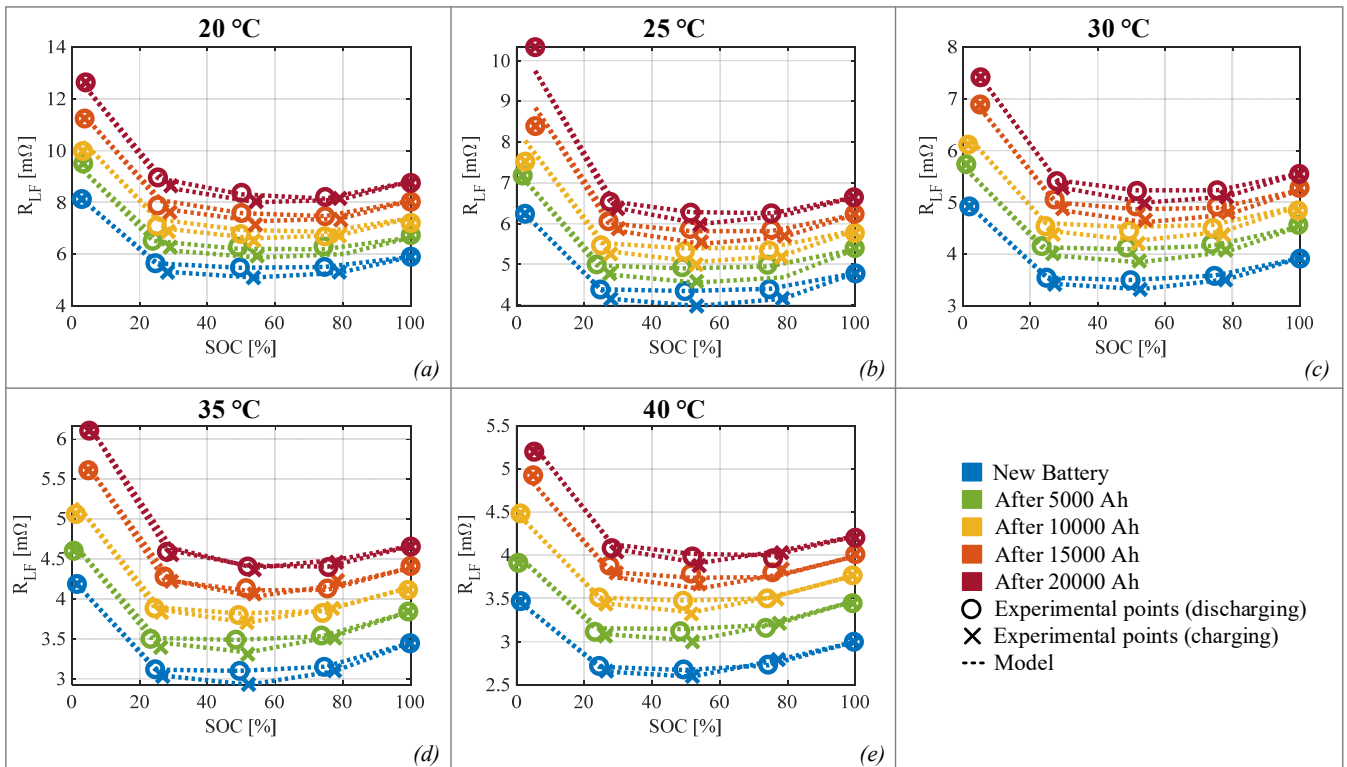 20 °C
14
12
10
8
6
4
R_LF [mΩ]
0 20 40 60 80 100
SOC [%]
(a)
25 °C
10
9
8
7
6
5
4
R_LF [mΩ]
0 20 40 60 80 100
SOC [%]
(b)
30 °C
8
7
6
5
4
3
R_LF [mΩ]
0 20 40 60 80 100
SOC [%]
(c)
35 °C
6
5.5
5
4.5
4
3.5
3
R_LF [mΩ]
0 20 40 60 80 100
SOC [%]
(d)
40 °C
5.5
5
4.5
4
3.5
3
2.5
R_LF [mΩ]
0 20 40 60 80 100
SOC [%]
(e)
New Battery
After 5000 Ah
After 10000 Ah
After 15000 Ah
After 20000 Ah
Experimental points (discharging)
Experimental points (charging)
Model